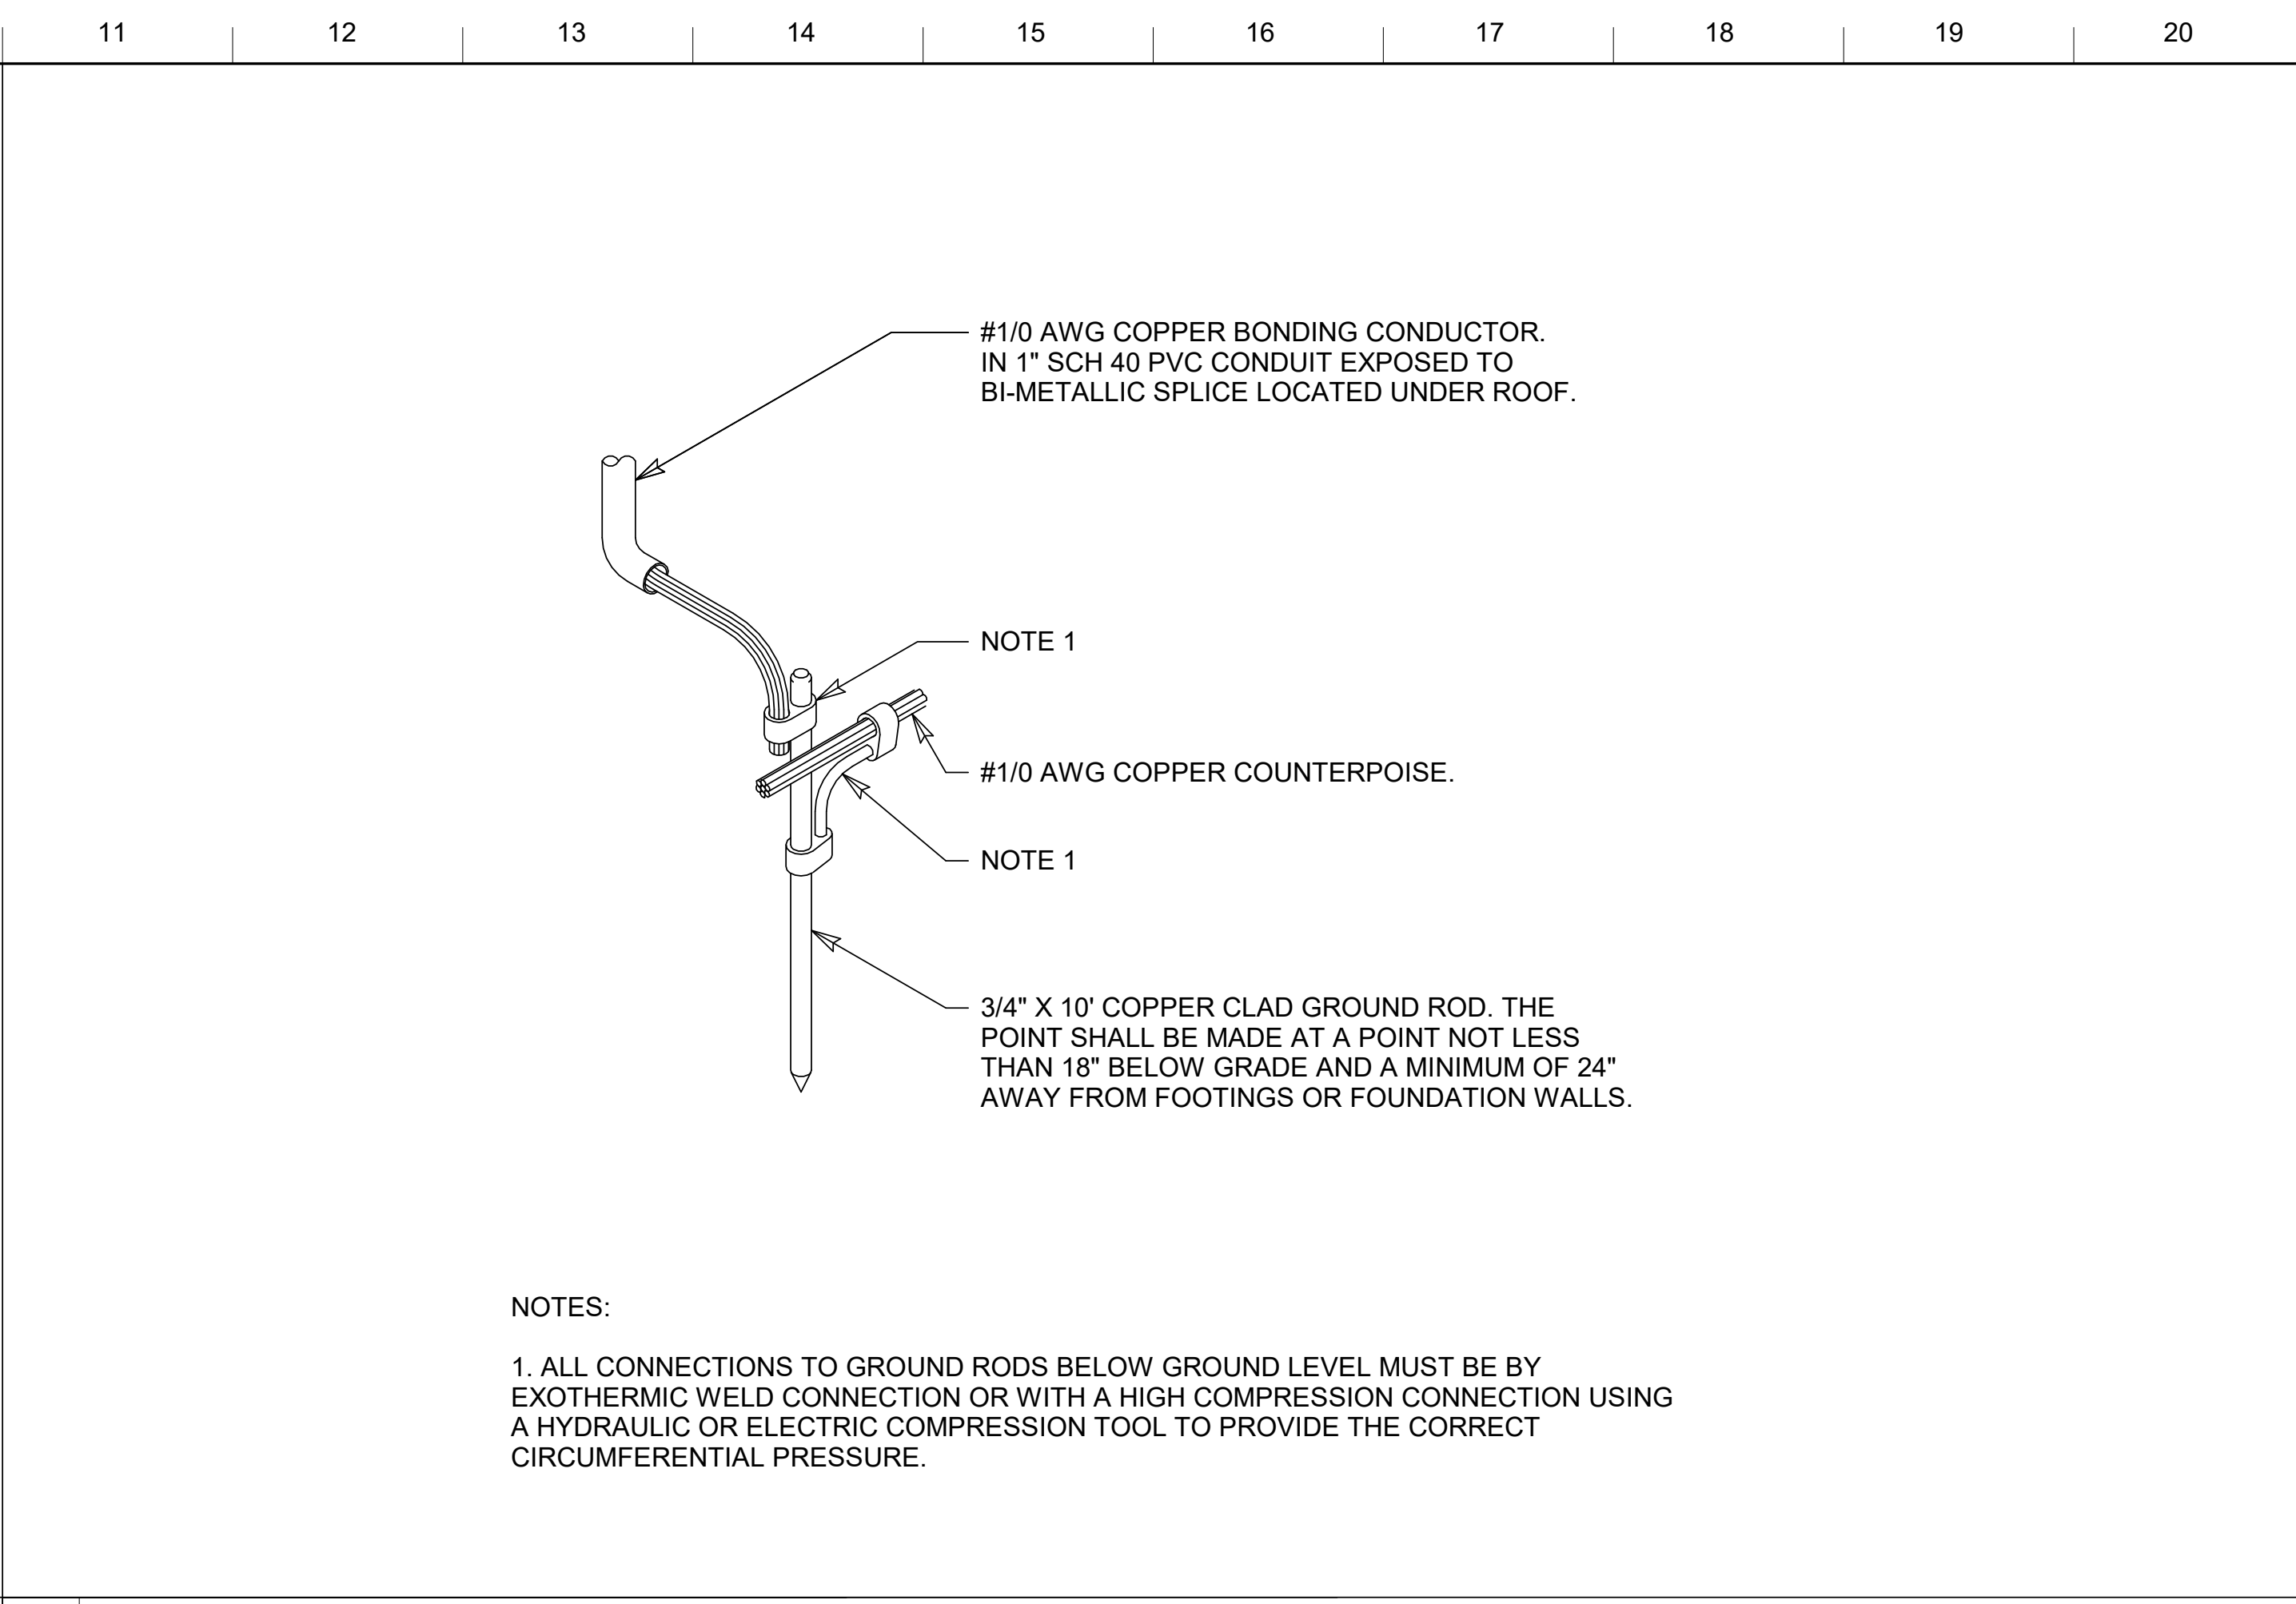 11 12 13 14 15 16 17 18 19 20
#1/0 AWG COPPER BONDING CONDUCTOR.
IN 1" SCH 40 PVC CONDUIT EXPOSED TO
BI-METALLIC SPLICE LOCATED UNDER ROOF.
NOTE 1
#1/0 AWG COPPER COUNTERPOISE.
NOTE 1
3/4" X 10' COPPER CLAD GROUND ROD. THE
POINT SHALL BE MADE AT A POINT NOT LESS
THAN 18" BELOW GRADE AND A MINIMUM OF 24"
AWAY FROM FOOTINGS OR FOUNDATION WALLS.
NOTES:
1. ALL CONNECTIONS TO GROUND RODS BELOW GROUND LEVEL MUST BE BY
EXOTHERMIC WELD CONNECTION OR WITH A HIGH COMPRESSION CONNECTION USING
A HYDRAULIC OR ELECTRIC COMPRESSION TOOL TO PROVIDE THE CORRECT
CIRCUMFERENTIAL PRESSURE.